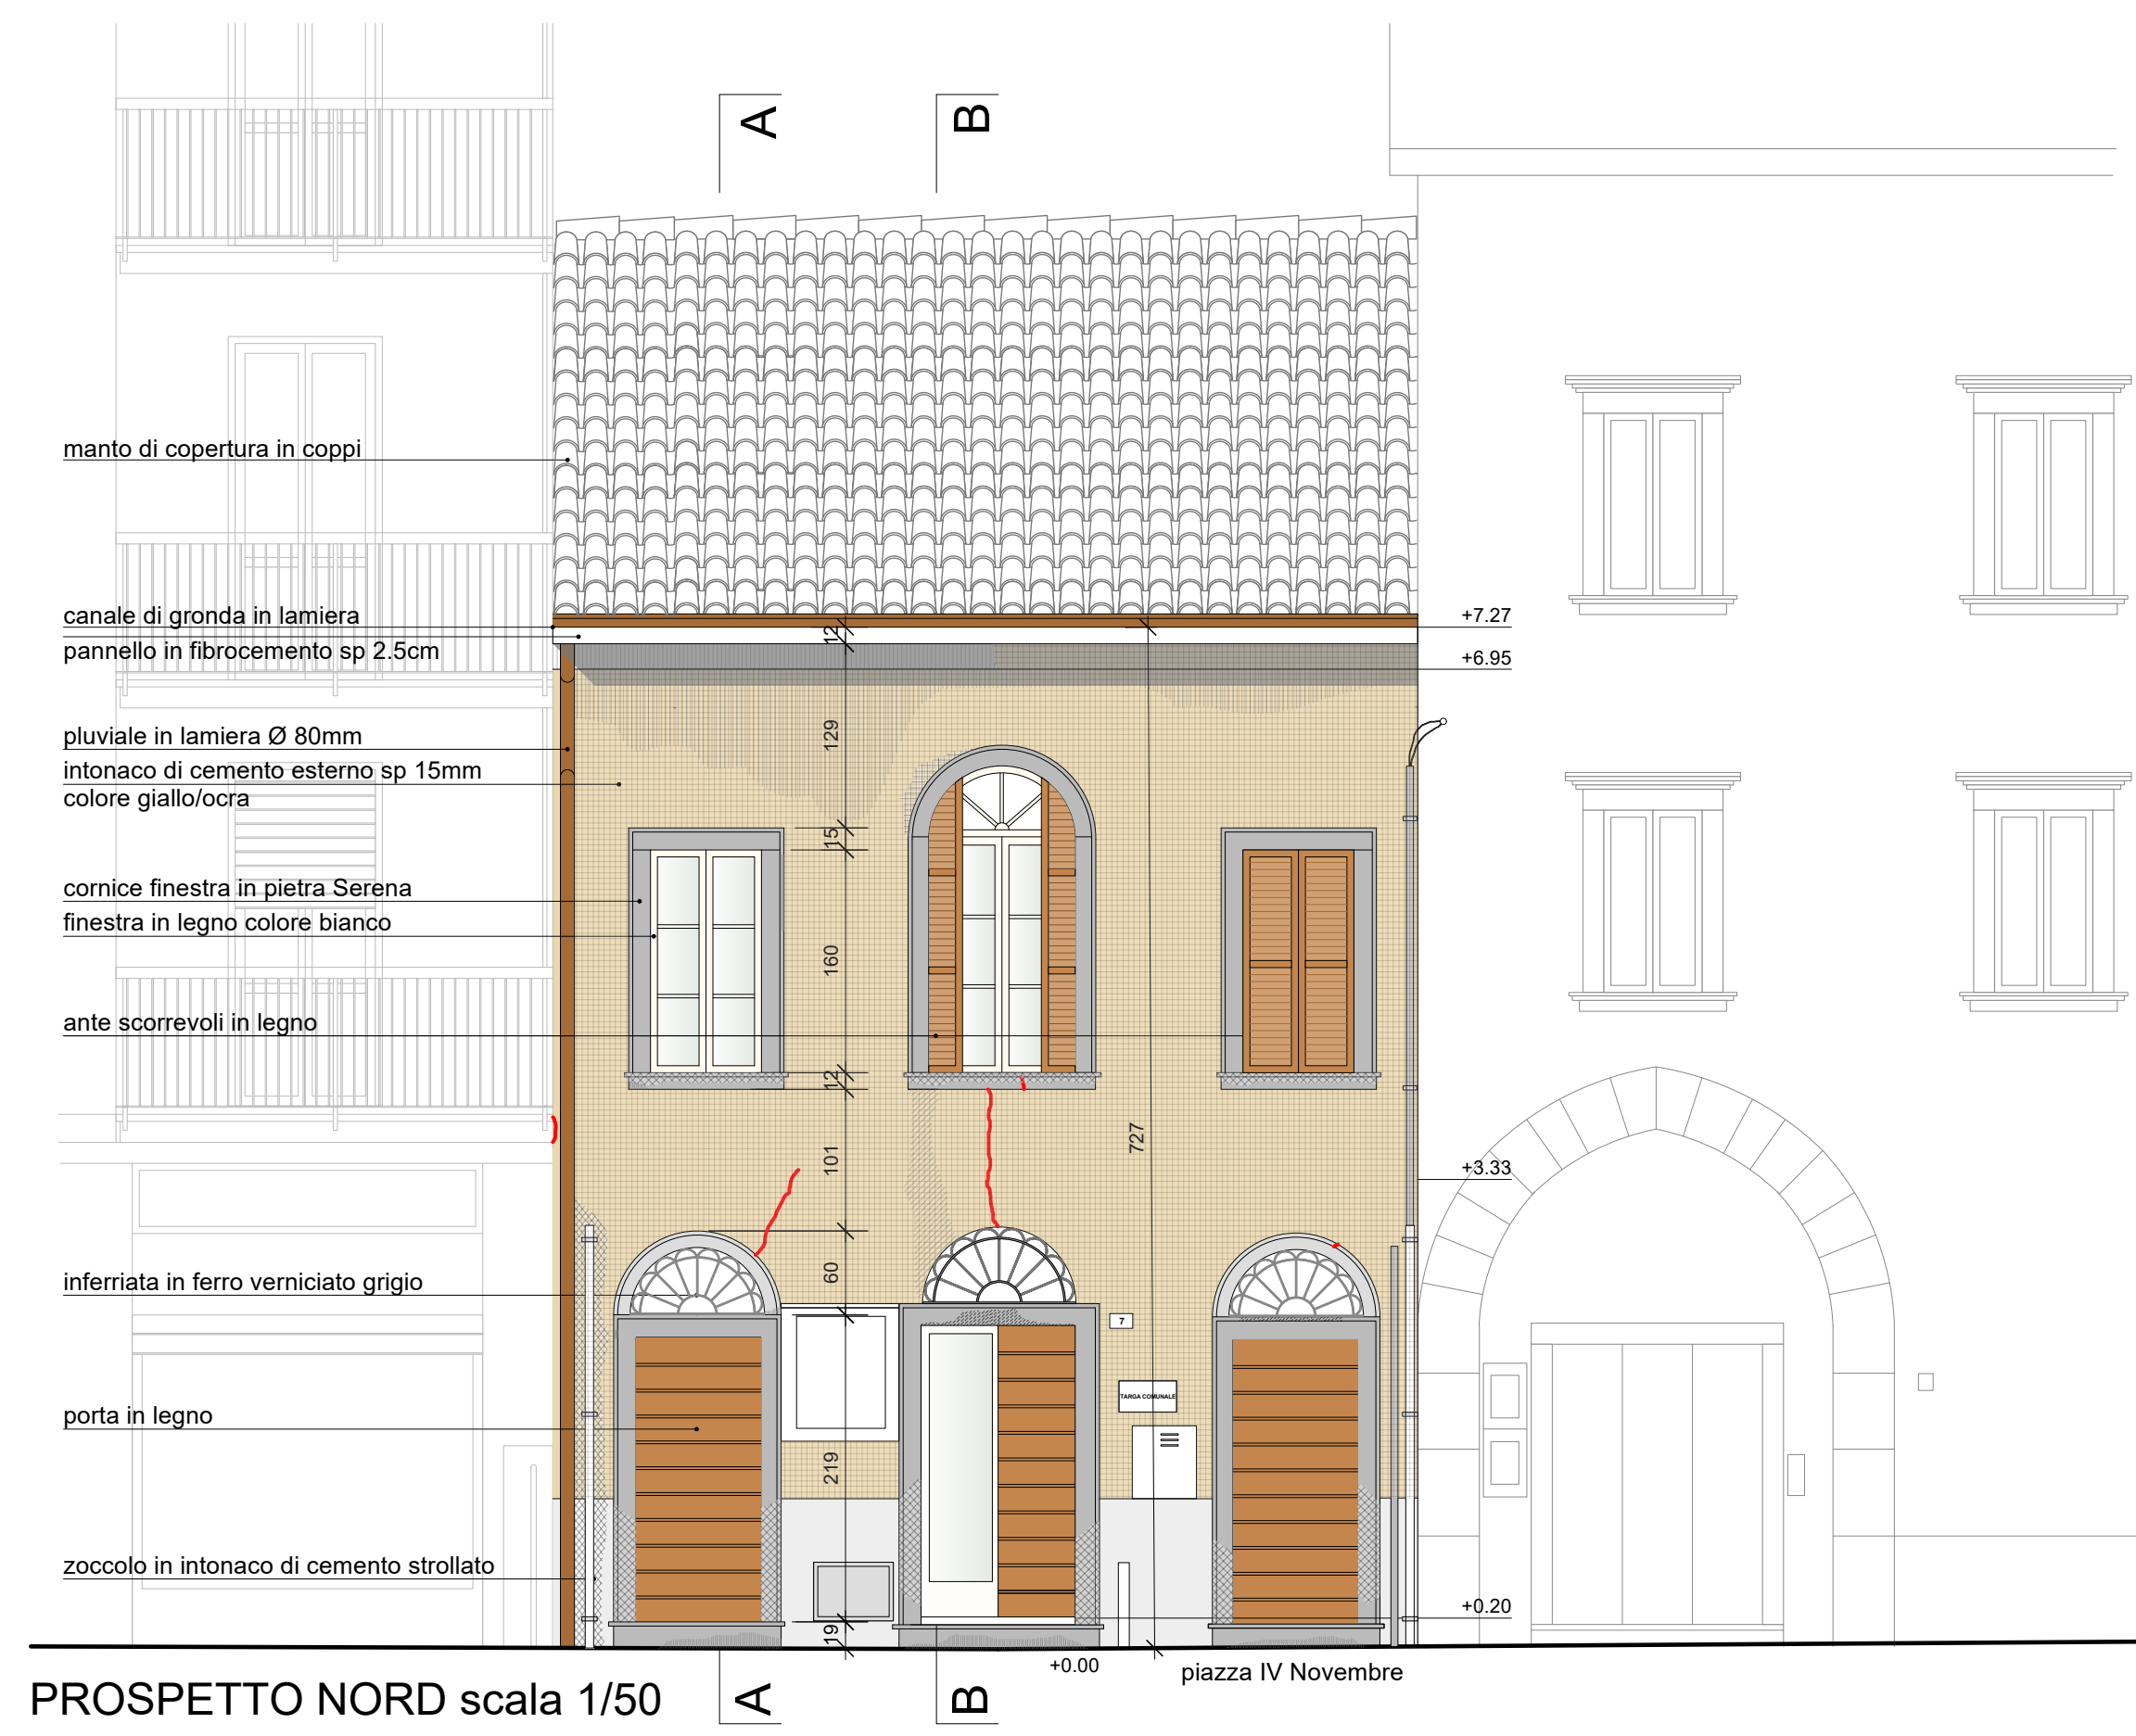 A
B
manto di copertura in coppi
canale di gronda in lamiera
+7.27
12
pannello in fibrocemento sp 2.5cm
+6.95
129
pluviale in lamiera Ø 80mm
intonaco di cemento esterno sp 15mm
colore giallo/ocra
15
cornice finestra in pietra Serena
finestra in legno colore bianco
160
ante scorrevoli in legno
12
101
727
+3.33
60
inferriata in ferro verniciato grigio
7
TARGA COMUNALE
porta in legno
219
zoccolo in intonaco di cemento strollato
+0.20
19
+0.00
piazza IV Novembre
PROSPETTO NORD scala 1/50
A
B